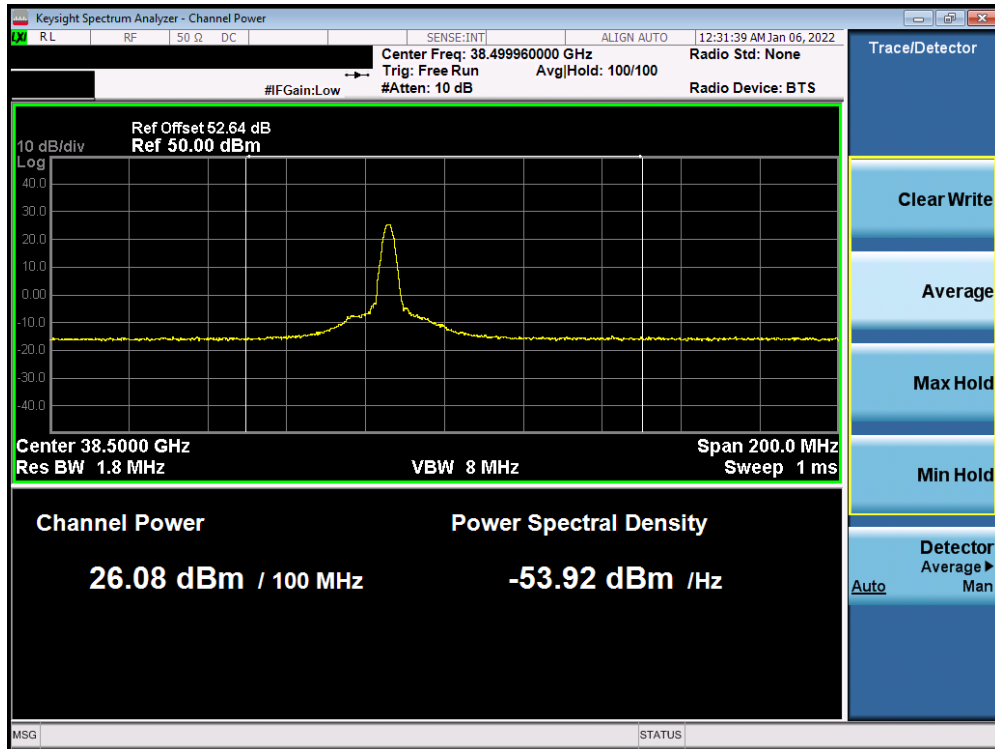 Keysight Spectrum Analyzer - Channel Power
LXI RL RF 50 Ω DC SENSE:INT ALIGN AUTO 12:31:39 AM Jan 06, 2022
Center Freq: 38.499960000 GHz Radio Std: None
Trig: Free Run Avg|Hold: 100/100
#IFGain:Low #Atten: 10 dB Radio Device: BTS
Ref Offset 52.64 dB
10 dB/div Ref 50.00 dBm
Log
40.0
30.0
20.0
10.0
0.00
-10.0
-20.0
-30.0
-40.0
Center 38.5000 GHz Span 200.0 MHz
Res BW 1.8 MHz VBW 8 MHz Sweep 1 ms
Channel Power Power Spectral Density
26.08 dBm / 100 MHz -53.92 dBm /Hz
MSG STATUS
Trace/Detector
Clear Write
Average
Max Hold
Min Hold
Detector
Average
Auto Man